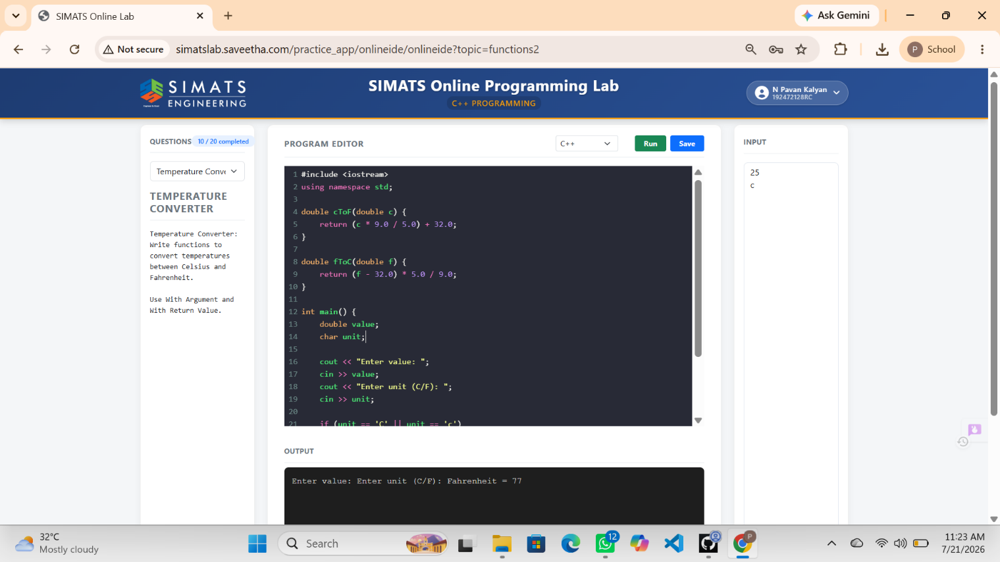 SIMATS Online Lab
Ask Gemini
Not secure
simatslab.saveetha.com/practice_app/onlineide/onlineide?topic=functions2
P
School
SIMATS
ENGINEERING
SIMATS Online Programming Lab
C++ PROGRAMMING
N Pavan Kalyan
192472128RC
QUESTIONS
10 / 20 completed
Temperature Conve
TEMPERATURE
CONVERTER
Temperature Converter:
Write functions to
convert temperatures
between Celsius and
Fahrenheit.
Use With Argument and
With Return Value.
PROGRAM EDITOR
C++
Run
Save
1 #include <iostream>
2 using namespace std;
3
4 double cToF(double c) {
5     return (c * 9.0 / 5.0) + 32.0;
6 }
7
8 double fToC(double f) {
9     return (f - 32.0) * 5.0 / 9.0;
10 }
11
12 int main() {
13     double value;
14     char unit;
15
16     cout << "Enter value: ";
17     cin >> value;
18     cout << "Enter unit (C/F): ";
19     cin >> unit;
20
21     if (unit == 'C' || unit == 'c')
OUTPUT
Enter value: Enter unit (C/F): Fahrenheit = 77
INPUT
25
c
32°C
Mostly cloudy
Search
12
P
11:23 AM
7/21/2026